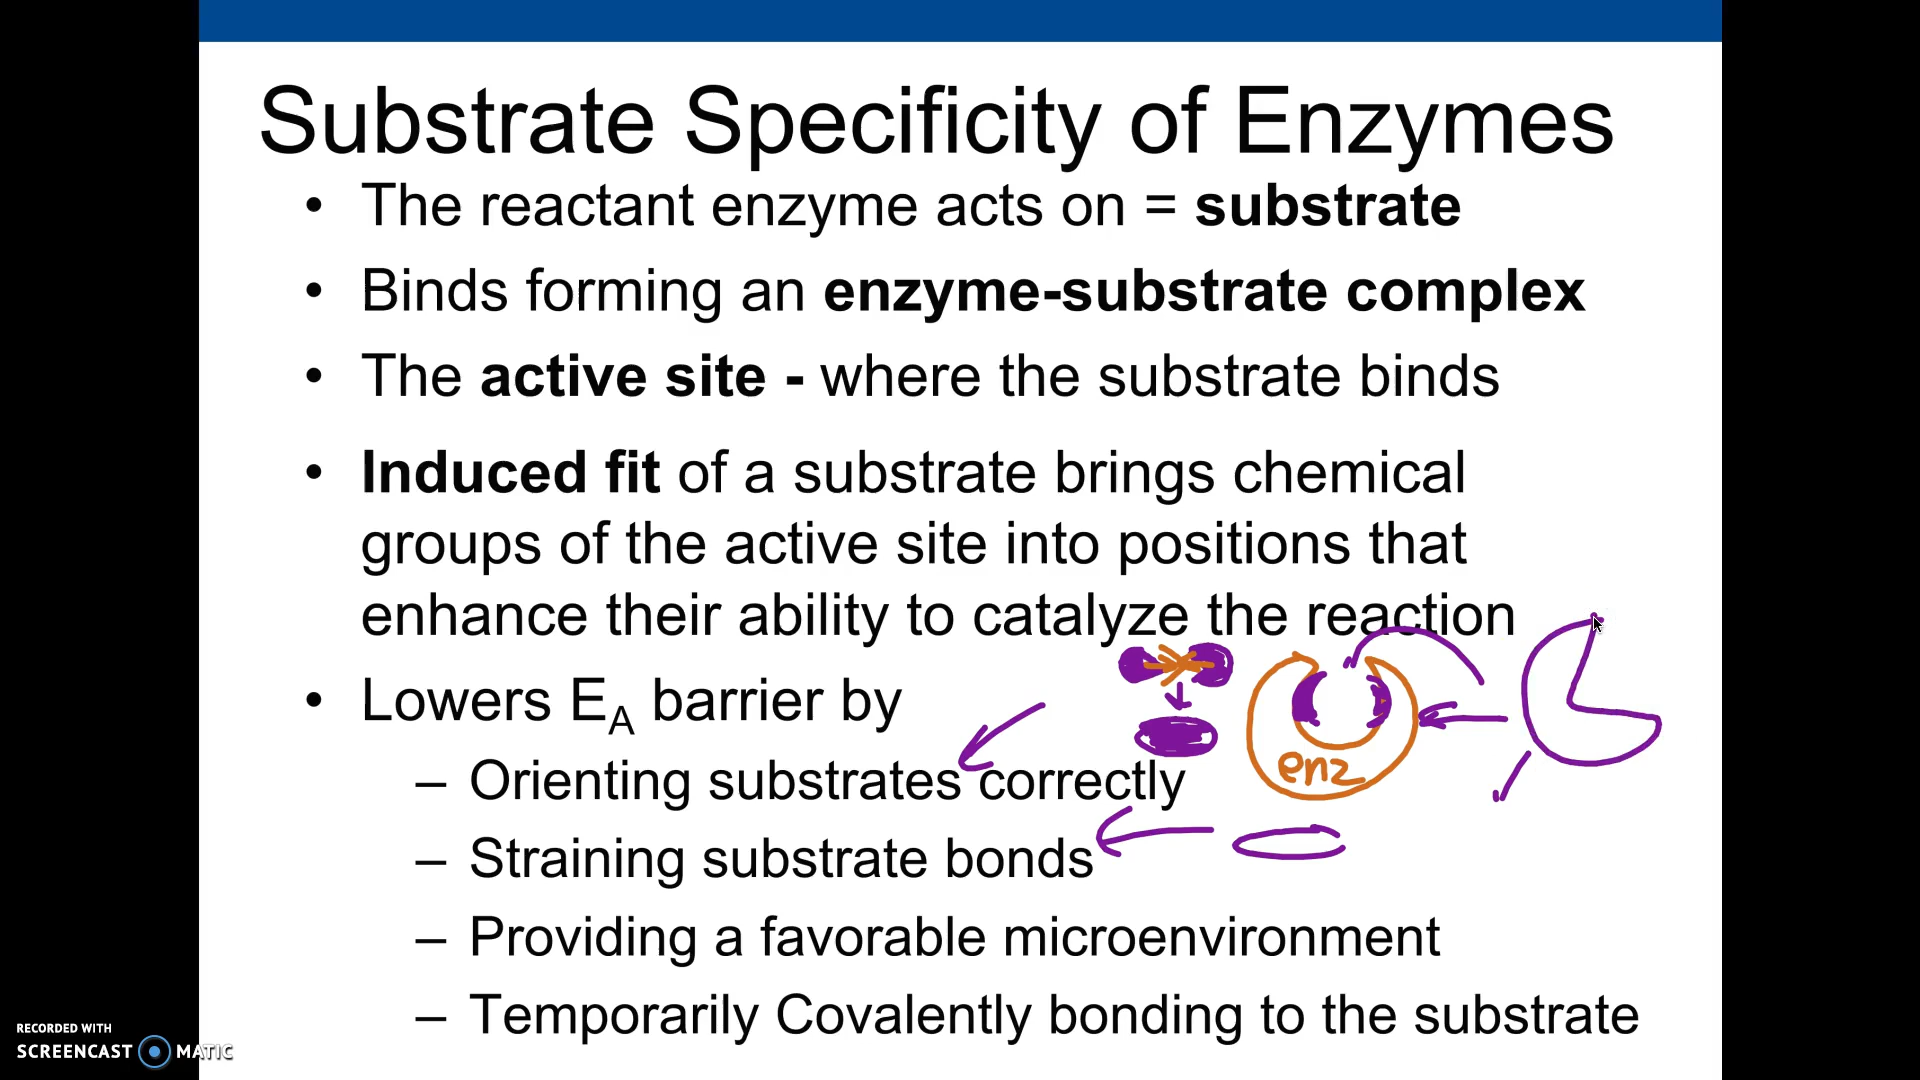 Substrate Specificity of Enzymes
• The reactant enzyme acts on = substrate
• Binds forming an enzyme-substrate complex
• The active site - where the substrate binds
• Induced fit of a substrate brings chemical
groups of the active site into positions that
enhance their ability to catalyze the reaction
• Lowers EA barrier by
– Orienting substrates correctly
enz
– Straining substrate bonds
– Providing a favorable microenvironment
– Temporarily Covalently bonding to the substrate
RECORDED WITH
SCREENCAST MATIC